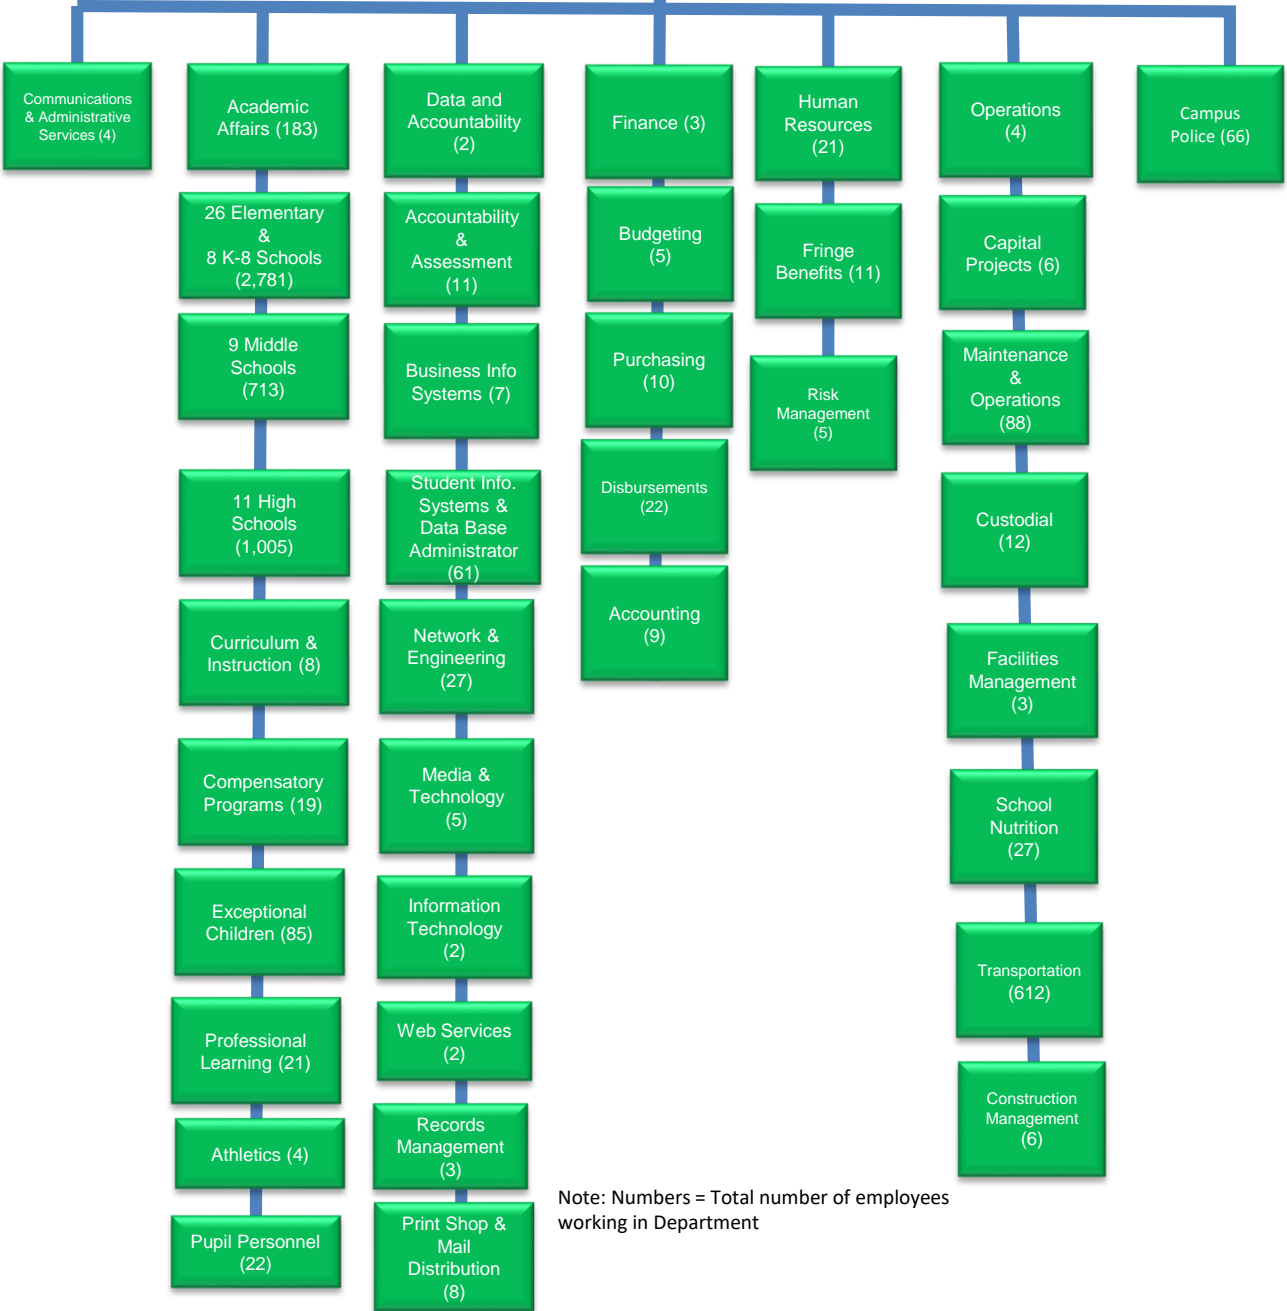 Communications
& Administrative
Services (4)
Academic
Affairs (183)
26 Elementary
&
8 K-8 Schools
(2,781)
9 Middle
Schools
(713)
11 High
Schools
(1,005)
Curriculum &
Instruction (8)
Compensatory
Programs (19)
Exceptional
Children (85)
Professional
Learning (21)
Athletics (4)
Pupil Personnel
(22)
Data and
Accountability
(2)
Accountability
&
Assessment
(11)
Business Info
Systems (7)
Student Info.
Systems &
Data Base
Administrator
(61)
Network &
Engineering
(27)
Media &
Technology
(5)
Information
Technology
(2)
Web Services
(2)
Records
Management
(3)
Print Shop &
Mail
Distribution
(8)
Finance (3)
Budgeting
(5)
Purchasing
(10)
Disbursements
(22)
Accounting
(9)
Human
Resources
(21)
Fringe
Benefits (11)
Risk
Management
(5)
Operations
(4)
Capital
Projects (6)
Maintenance
&
Operations
(88)
Custodial
(12)
Facilities
Management
(3)
School
Nutrition
(27)
Transportation
(612)
Construction
Management
(6)
Campus
Police (66)
Note: Numbers = Total number of employees
working in Department